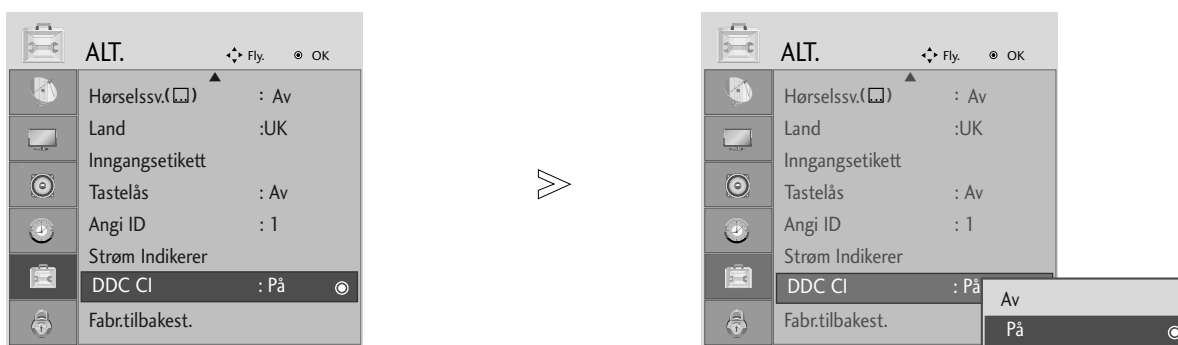 ALT. Fly. OK
Hørselssv.( ) : Av
Land :UK
Inngangsetikett
Tastelås : Av
Angi ID : 1
Strøm Indikerer
DDC CI : På
Fabr.tilbakest.
ALT. Fly. OK
Hørselssv.( ) : Av
Land :UK
Inngangsetikett
Tastelås : Av
Angi ID : 1
Strøm Indikerer
DDC CI : På
Fabr.tilbakest.
Av
På